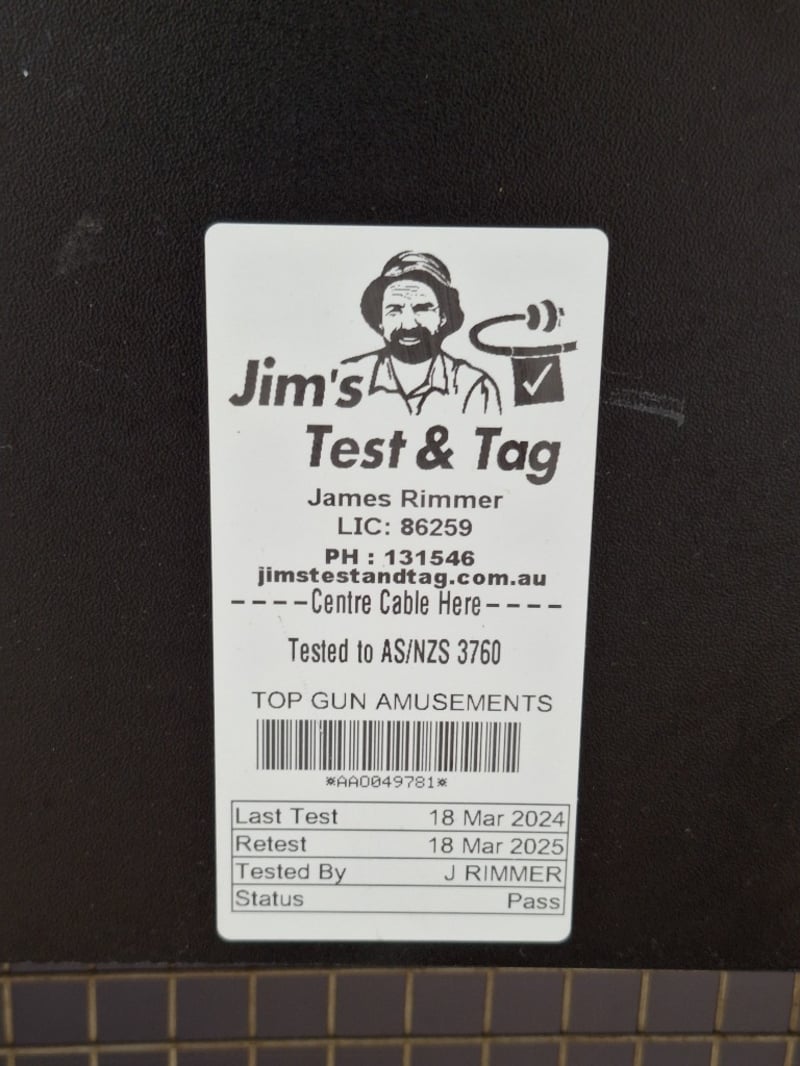 Jim's
Test & Tag
James Rimmer
LIC: 86259
PH : 131546
jimstestandtag.com.au
----Centre Cable Here----
Tested to AS/NZS 3760
TOP GUN AMUSEMENTS
*AA0049781*
Last Test 18 Mar 2024
Retest 18 Mar 2025
Tested By J RIMMER
Status Pass